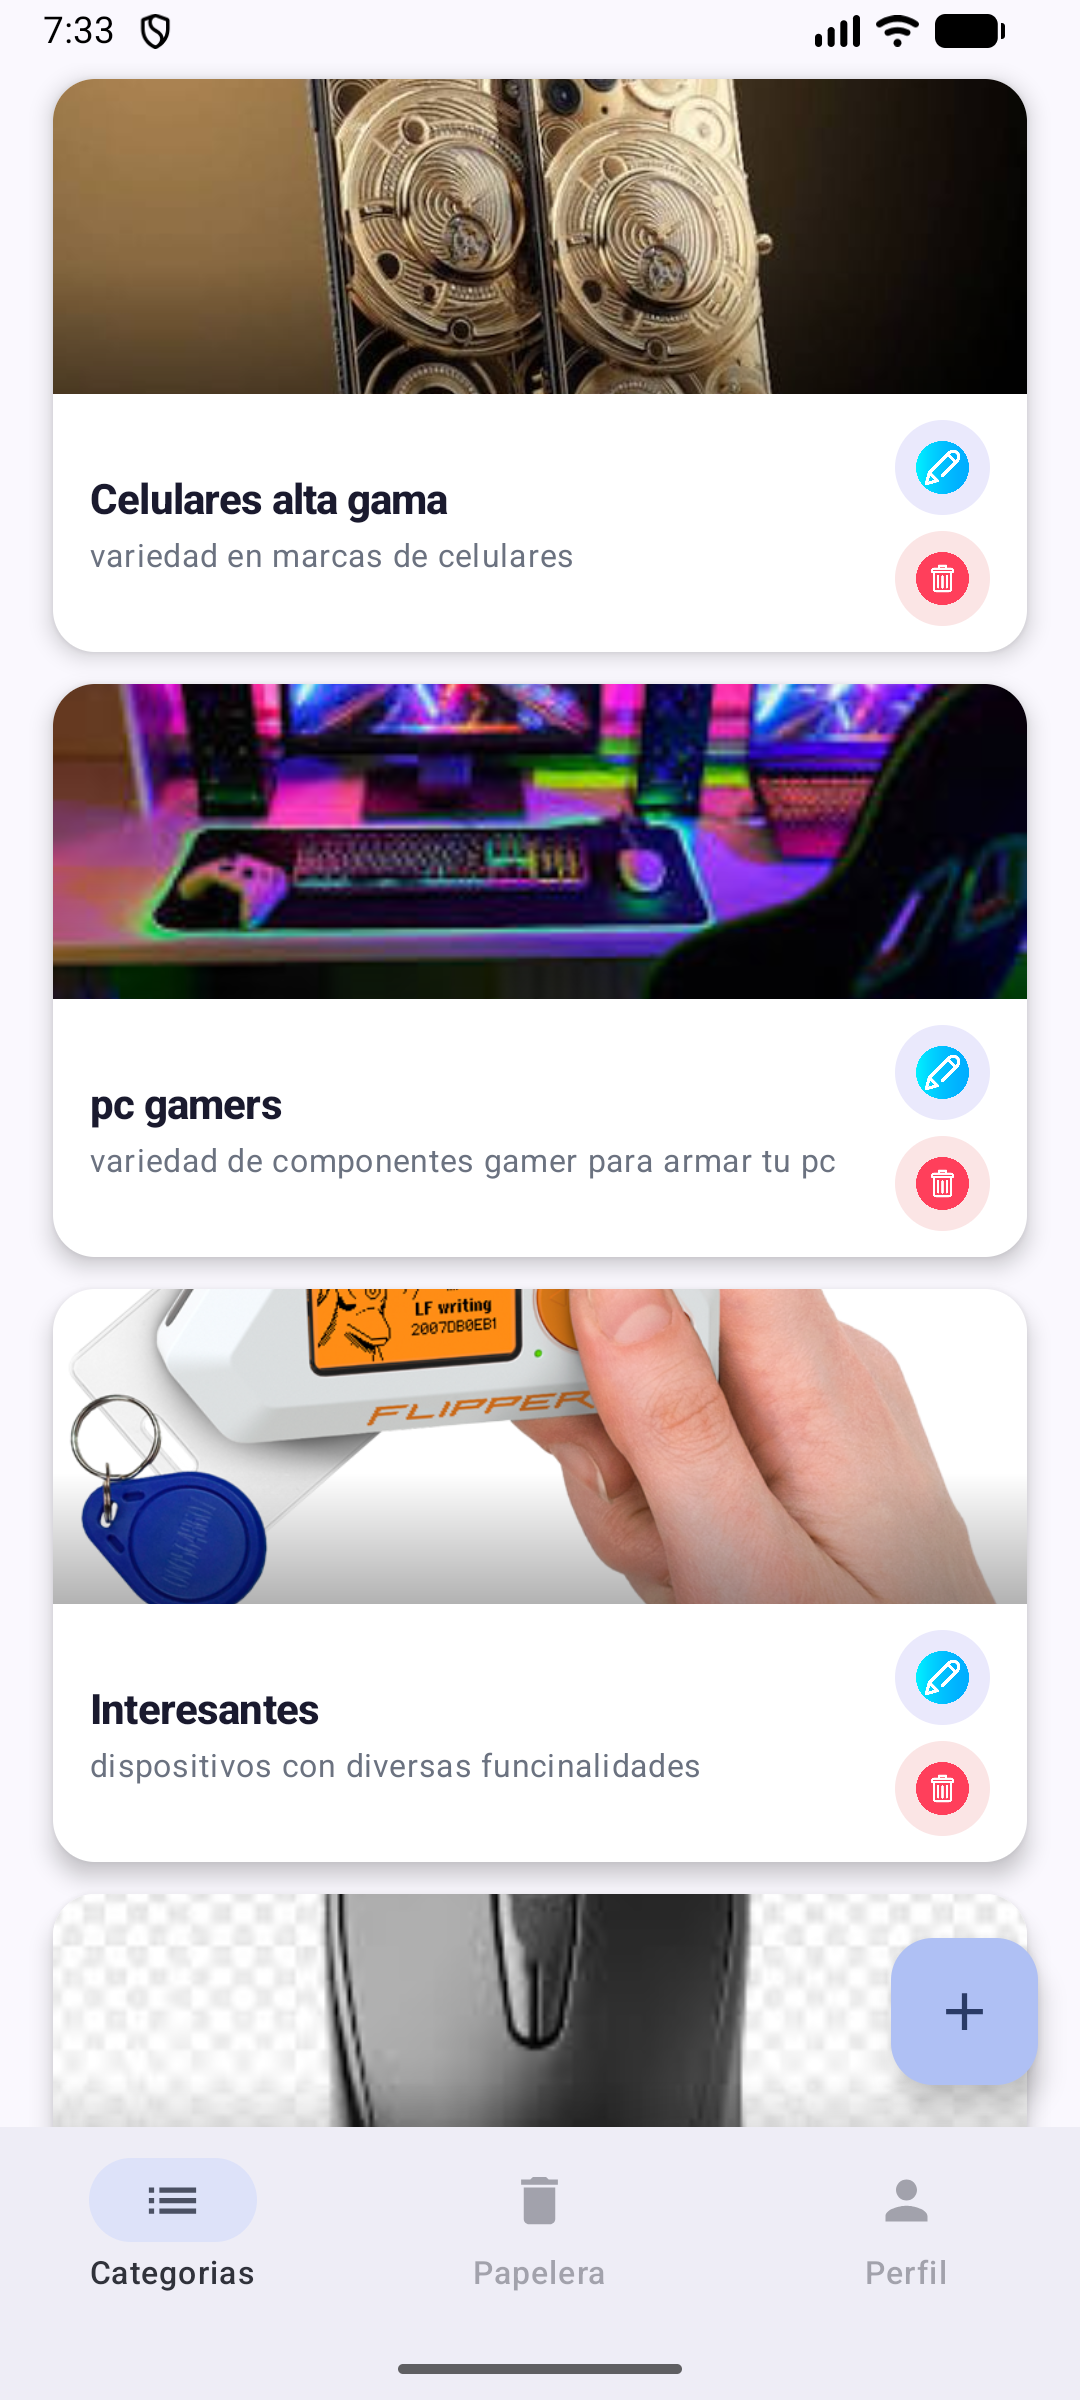 7:33
Celulares alta gama
variedad en marcas de celulares
pc gamers
variedad de componentes gamer para armar tu pc
LF writing
2007DB0EB1
FLIPPER
Interesantes
dispositivos con diversas funcinalidades
Categorias
Papelera
Perfil